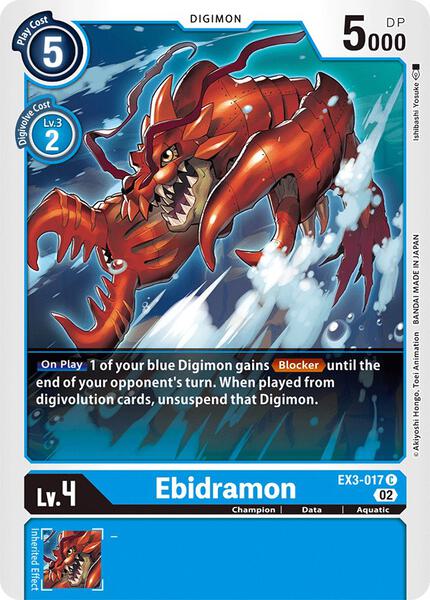 Play Cost
5
DIGIMON
DP
5000
Digivolve Cost
Lv.3
2
Ishibashi Yosuke
© Akiyoshi Hongo, Toei Animation BANDAI MADE IN JAPAN
On Play 1 of your blue Digimon gains Blocker until the
end of your opponent's turn. When played from
digivolution cards, unsuspend that Digimon.
Lv.4
Ebidramon
EX3-017 C
02
Champion | Data | Aquatic
Inherited Effect
–